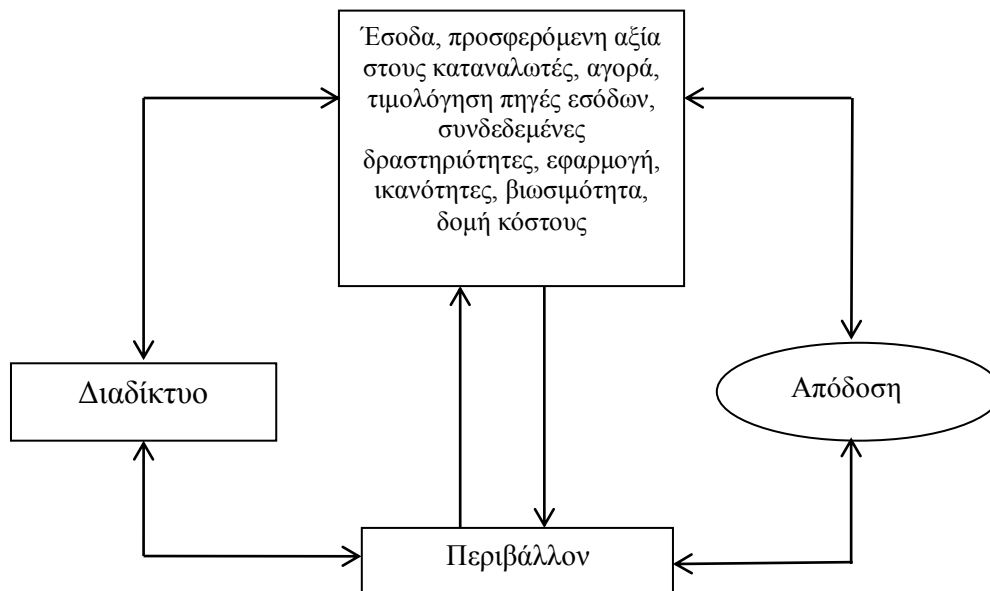 Έσοδα, προσφερόμενη αξία
στους καταναλωτές, αγορά,
τιμολόγηση πηγές εσόδων,
συνδεδεμένες
δραστηριότητες, εφαρμογή,
ικανότητες, βιωσιμότητα,
δομή κόστους
Διαδίκτυο
Απόδοση
Περιβάλλον